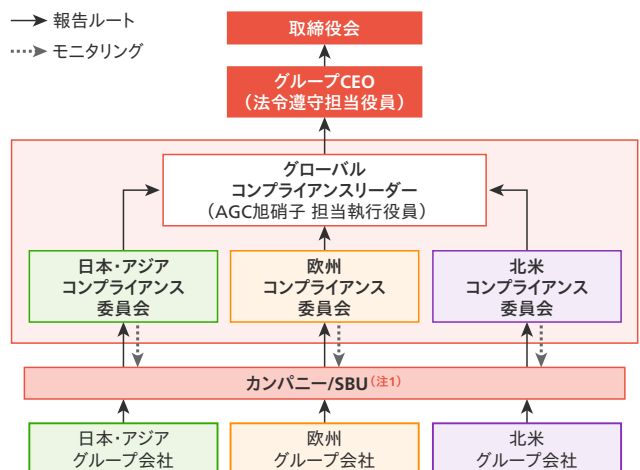 報告ルート
モニタリング
取締役会
グループCEO
（法令遵守担当役員）
グローバル
コンプライアンスリーダー
（AGC旭硝子 担当執行役員）
日本・アジア
コンプライアンス
委員会
欧州
コンプライアンス
委員会
北米
コンプライアンス
委員会
カンパニー/SBU（注1）
日本・アジア
グループ会社
欧州
グループ会社
北米
グループ会社